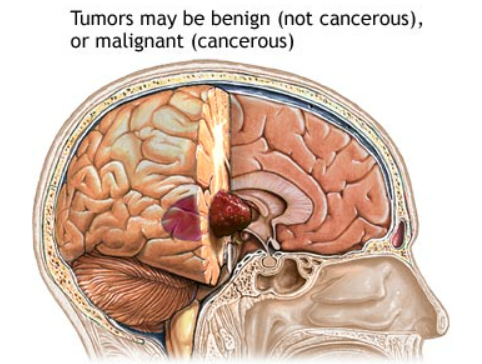 Tumors may be benign (not cancerous),
or malignant (cancerous)